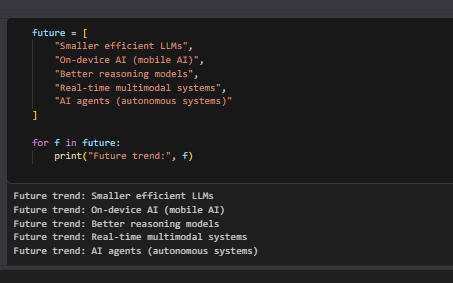 future = [
    "Smaller efficient LLMs",
    "On-device AI (mobile AI)",
    "Better reasoning models",
    "Real-time multimodal systems",
    "AI agents (autonomous systems)"
]
for f in future:
    print("Future trend:", f)
Future trend: Smaller efficient LLMs
Future trend: On-device AI (mobile AI)
Future trend: Better reasoning models
Future trend: Real-time multimodal systems
Future trend: AI agents (autonomous systems)